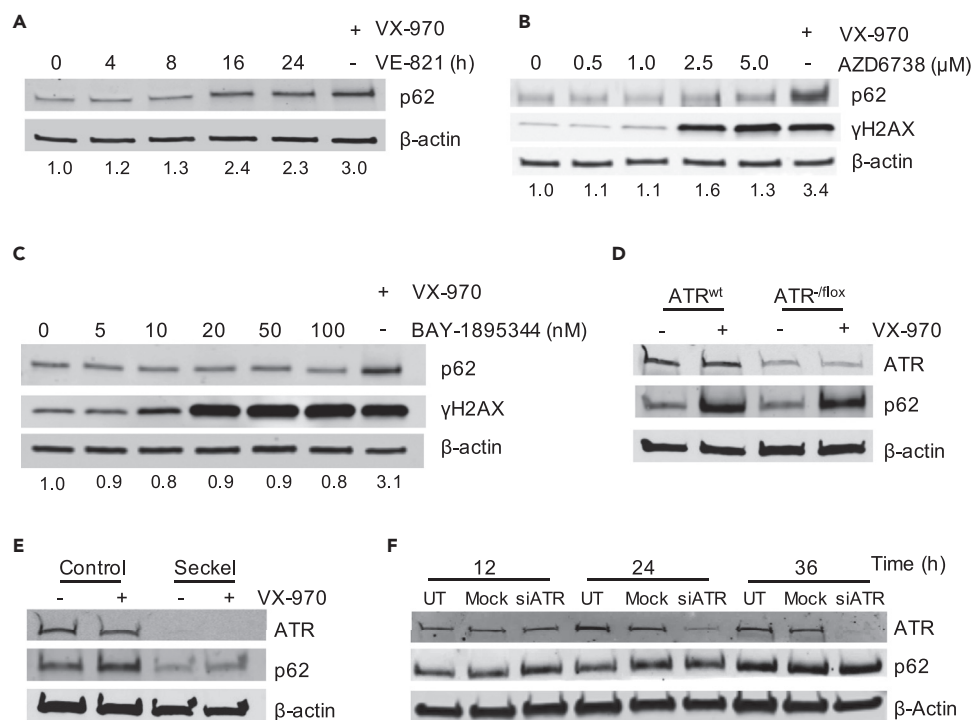 A
+ VX-970
0 4 8 16 24 - VE-821 (h)
p62
β-actin
1.0 1.2 1.3 2.4 2.3 3.0
B
+ VX-970
0 0.5 1.0 2.5 5.0 - AZD6738 (μM)
p62
γH2AX
β-actin
1.0 1.1 1.1 1.6 1.3 3.4
C
+ VX-970
0 5 10 20 50 100 - BAY-1895344 (nM)
p62
γH2AX
β-actin
1.0 0.9 0.8 0.9 0.9 0.8 3.1
D
ATRwt ATR-/flox
- + - + VX-970
ATR
p62
β-actin
E
Control Seckel
- + - + VX-970
ATR
p62
β-actin
F
12 24 36 Time (h)
UT Mock siATR UT Mock siATR UT Mock siATR
ATR
p62
β-Actin